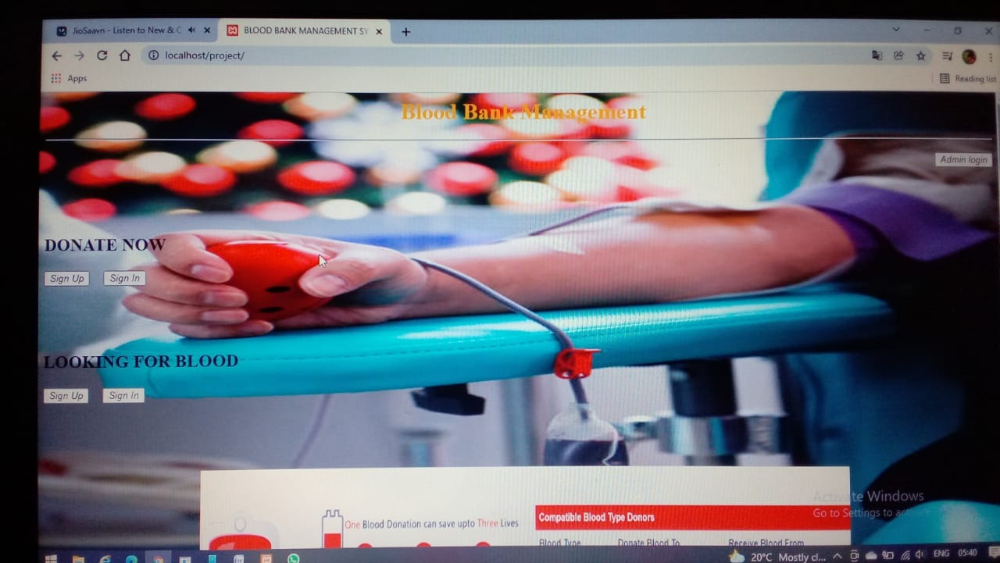 JioSaavn - Listen to New & C
BLOOD BANK MANAGEMENT SY
localhost/project/
Apps
Reading list
Blood Bank Management
Admin login
DONATE NOW
Sign Up Sign In
LOOKING FOR BLOOD
Sign Up Sign In
Activate Windows
Go to Settings to
One Blood Donation can save upto Three Lives
Compatible Blood Type Donors
Blood Type Donate Blood To Receive Blood From
20°C Mostly cl... ENG 05:40